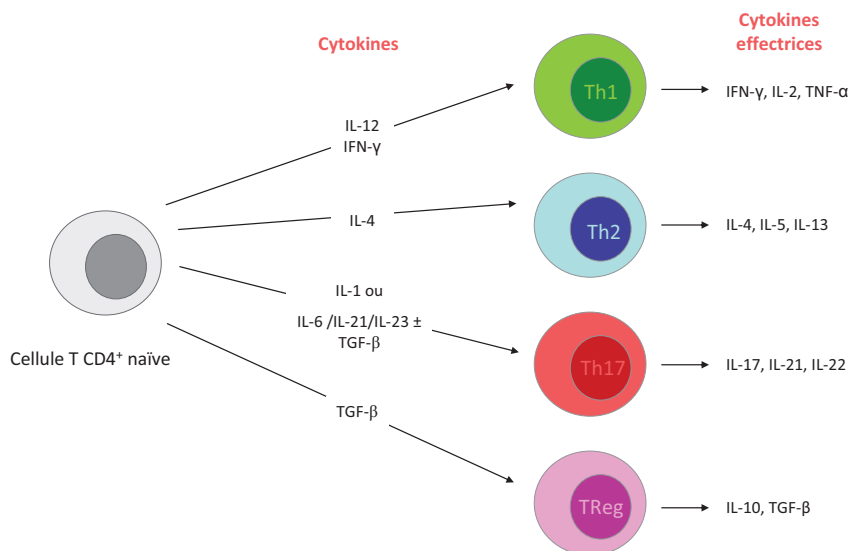 Cytokines
Cytokines
effectrices
IL-12
IFN-γ
Th1
IFN-γ, IL-2, TNF-α
IL-4
Th2
IL-4, IL-5, IL-13
Cellule T CD4⁺ naïve
IL-1 ou
IL-6 /IL-21/IL-23 ±
TGF-β
Th17
IL-17, IL-21, IL-22
TGF-β
TReg
IL-10, TGF-β